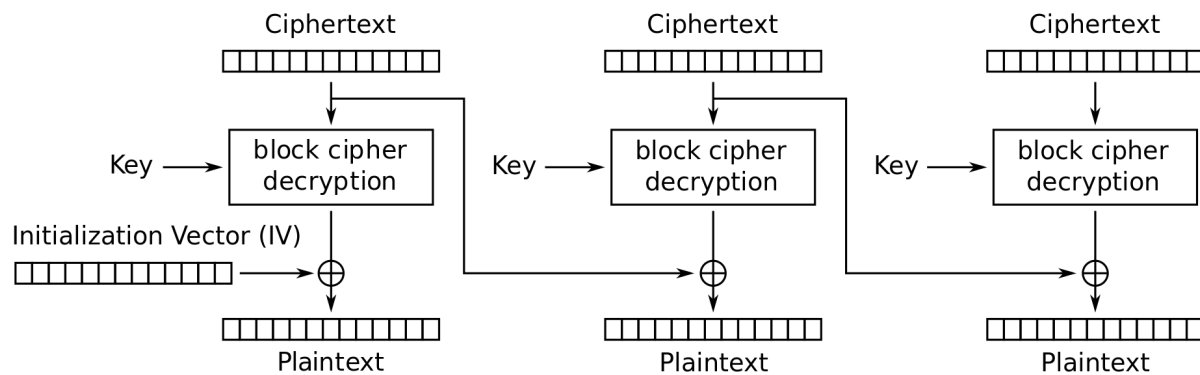 Ciphertext
Ciphertext
Ciphertext
block cipher
decryption
block cipher
decryption
block cipher
decryption
Key
Key
Key
Initialization Vector (IV)
Plaintext
Plaintext
Plaintext